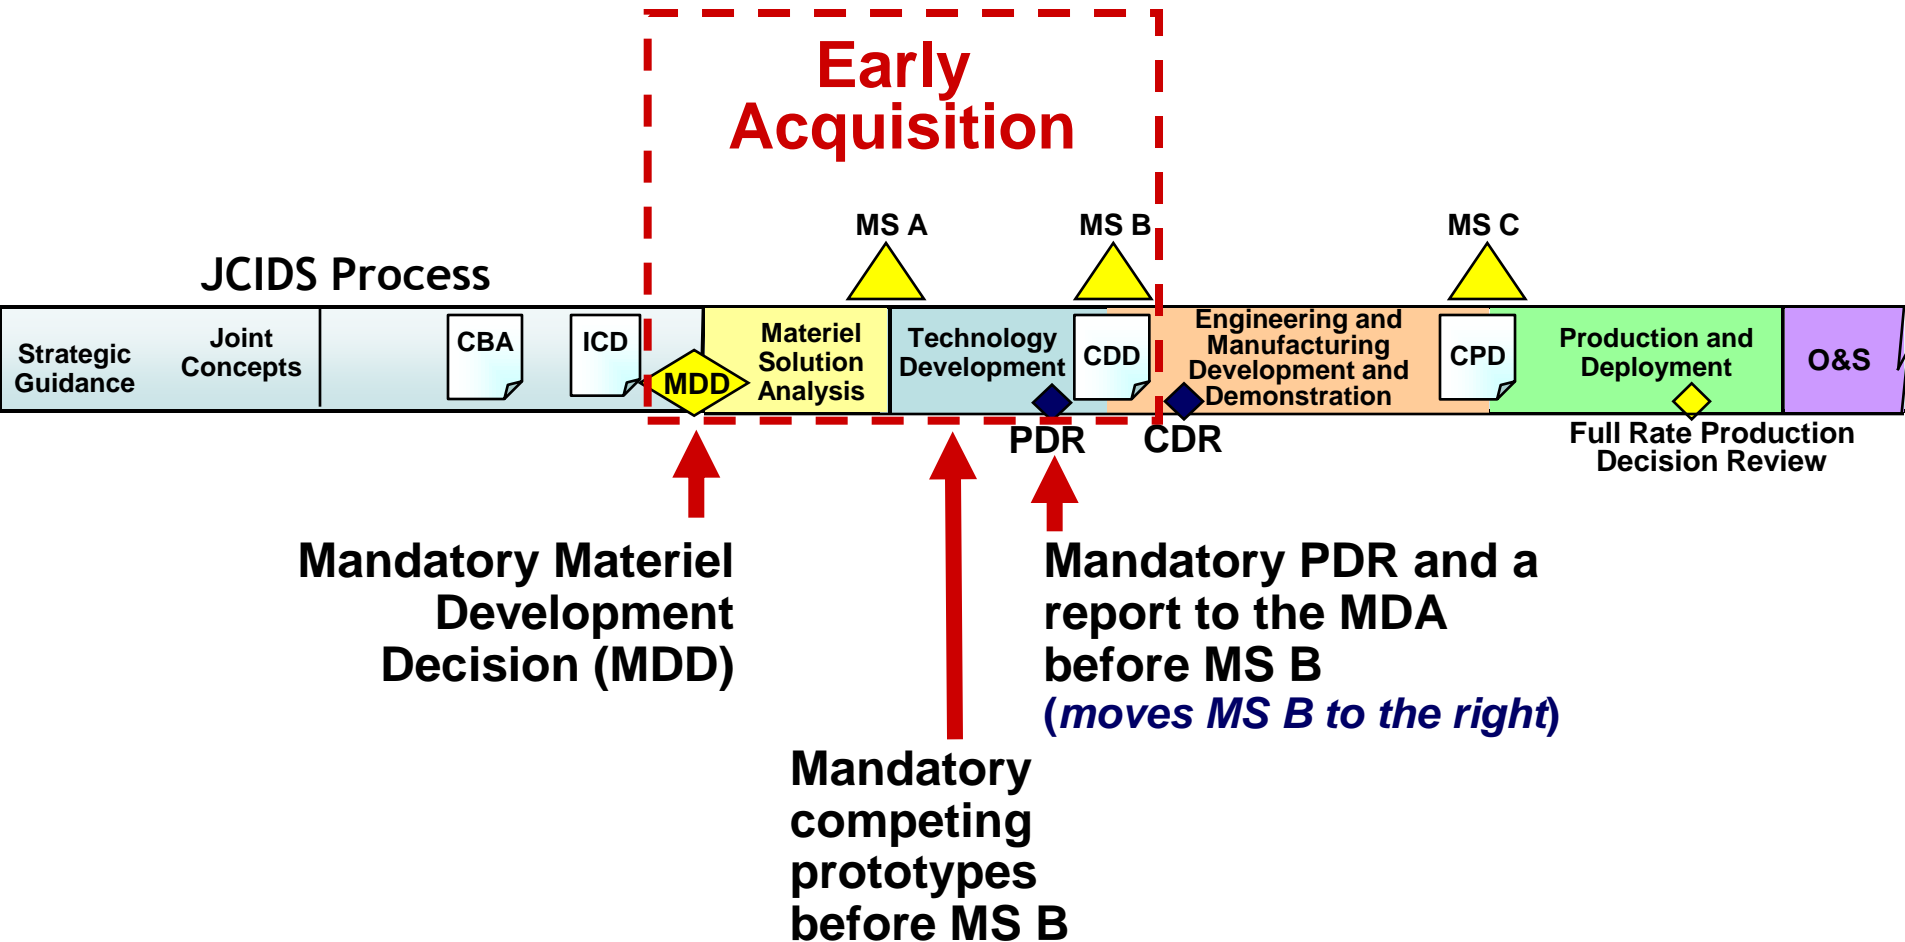 Early
Acquisition
MS A
MS B
MS C
JCIDS Process
Strategic
Guidance
Joint
Concepts
CBA
ICD
MDD
Materiel
Solution
Analysis
Technology
Development
CDD
Engineering and
Manufacturing
Development and
Demonstration
CPD
Production and
Deployment
O&S
PDR
CDR
Full Rate Production
Decision Review
Mandatory Materiel
Development
Decision (MDD)
Mandatory PDR and a
report to the MDA
before MS B
(moves MS B to the right)
Mandatory
competing
prototypes
before MS B